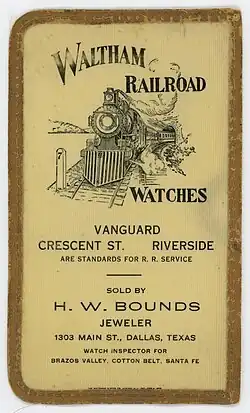 WALTHAM
RAILROAD
WATCHES
VANGUARD
CRESCENT ST. RIVERSIDE
ARE STANDARDS FOR R. R. SERVICE
SOLD BY
H. W. BOUNDS
JEWELER
1303 MAIN ST., DALLAS, TEXAS
WATCH INSPECTOR FOR
BRAZOS VALLEY, COTTON BELT, SANTA FE